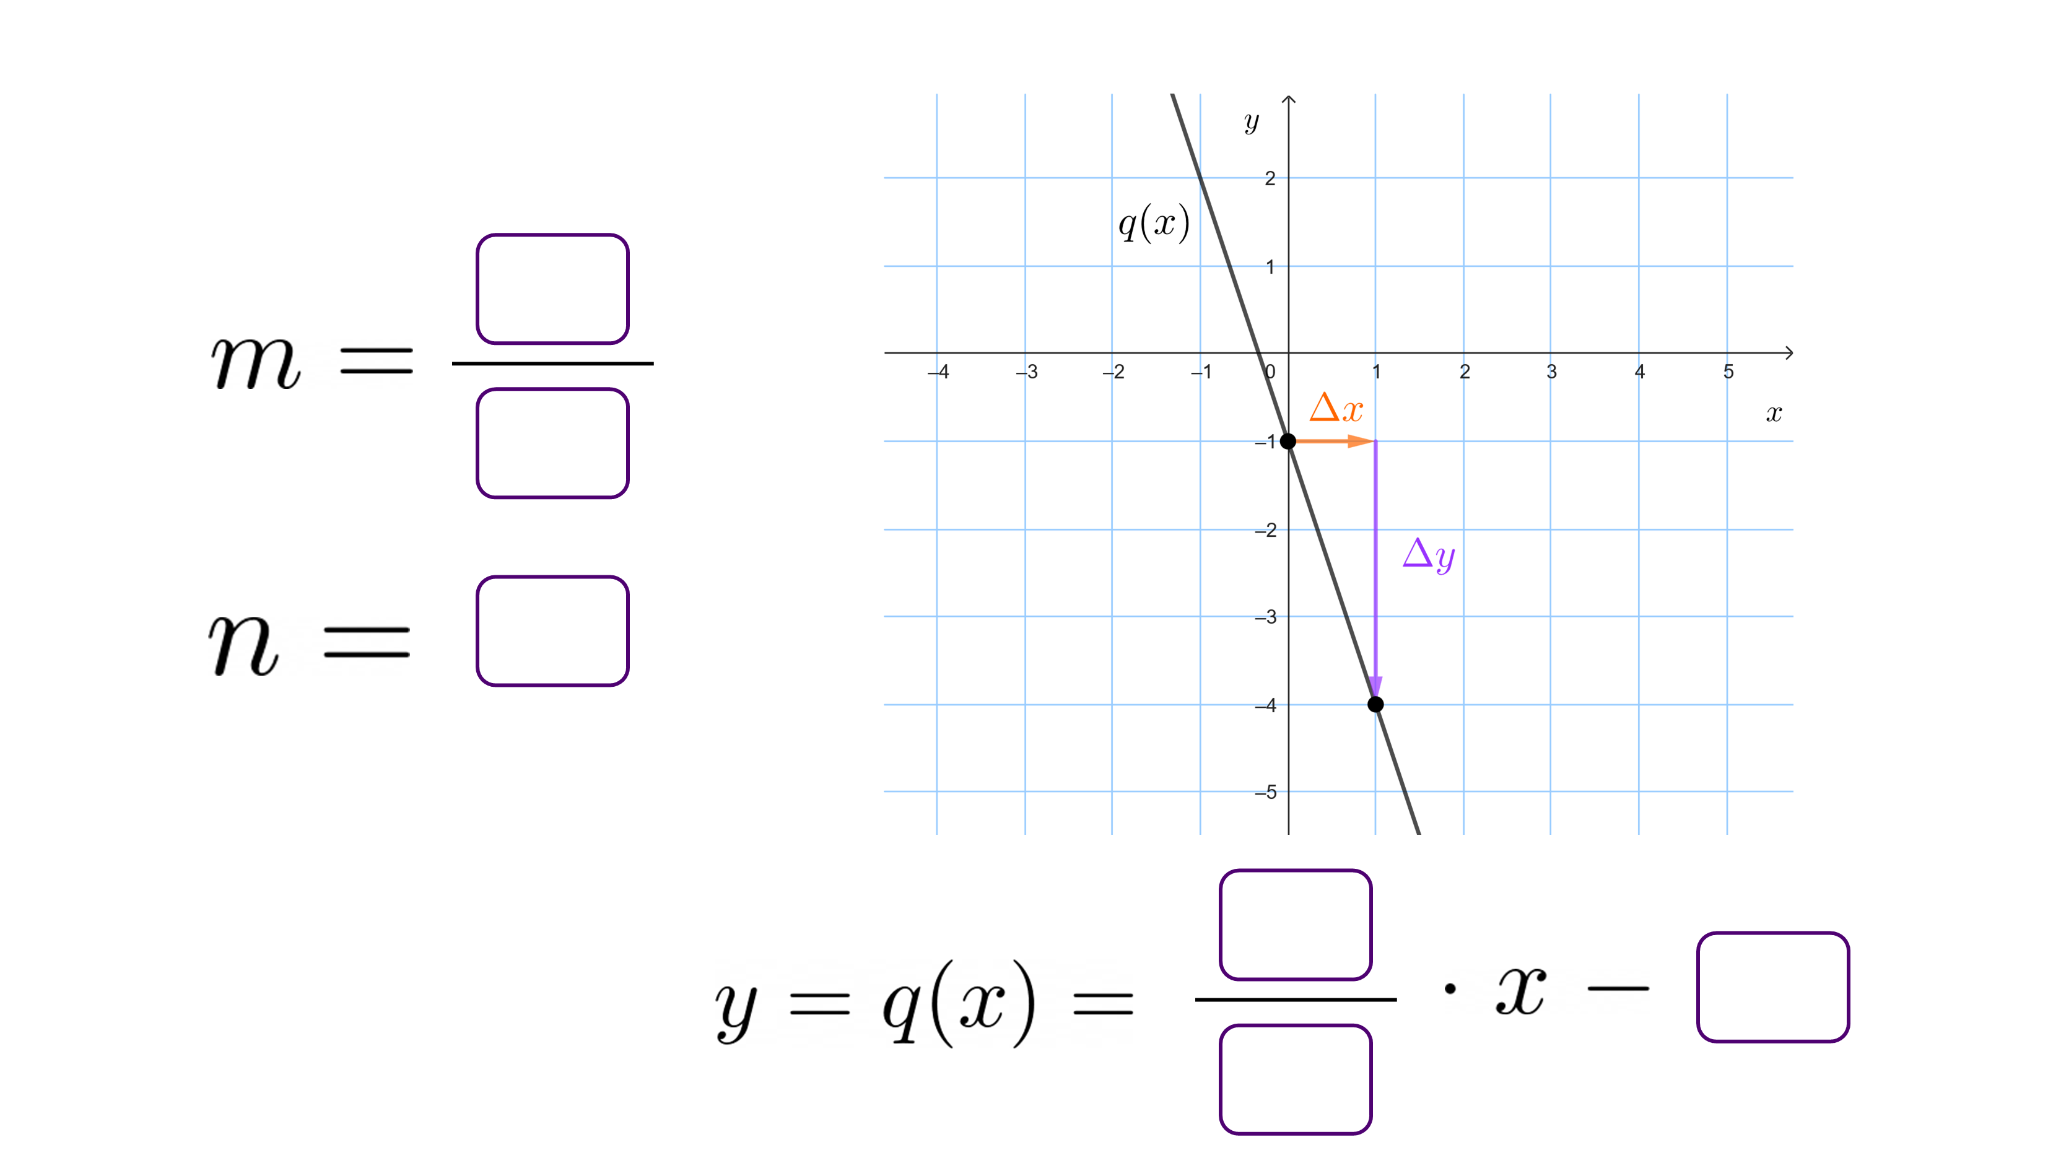 m =
n =
y
2
q(x)
1
–4 –3 –2 –1 0 1 2 3 4 5
Δx
x
–1
–2
Δy
–3
–4
–5
y = q(x) = · x −